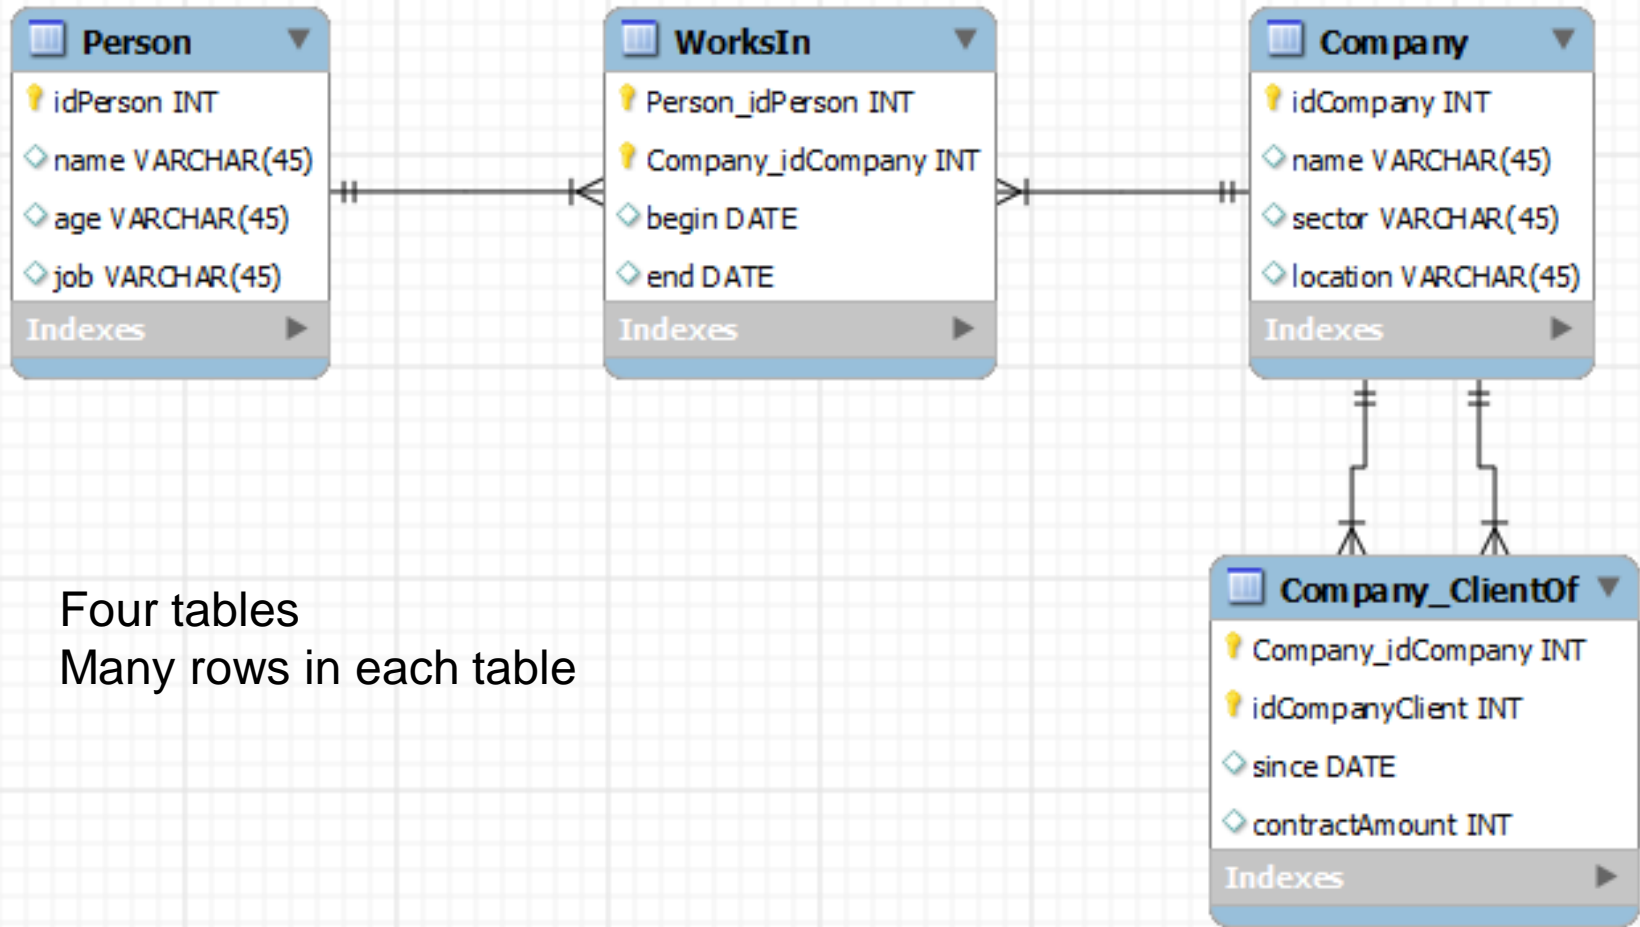 Person
idPerson INT
name VARCHAR(45)
age VARCHAR(45)
job VARCHAR(45)
Indexes
WorksIn
Person_idPerson INT
Company_idCompany INT
begin DATE
end DATE
Indexes
Company
idCompany INT
name VARCHAR(45)
sector VARCHAR(45)
location VARCHAR(45)
Indexes
Four tables
Many rows in each table
Company_ClientOf
Company_idCompany INT
idCompanyClient INT
since DATE
contractAmount INT
Indexes